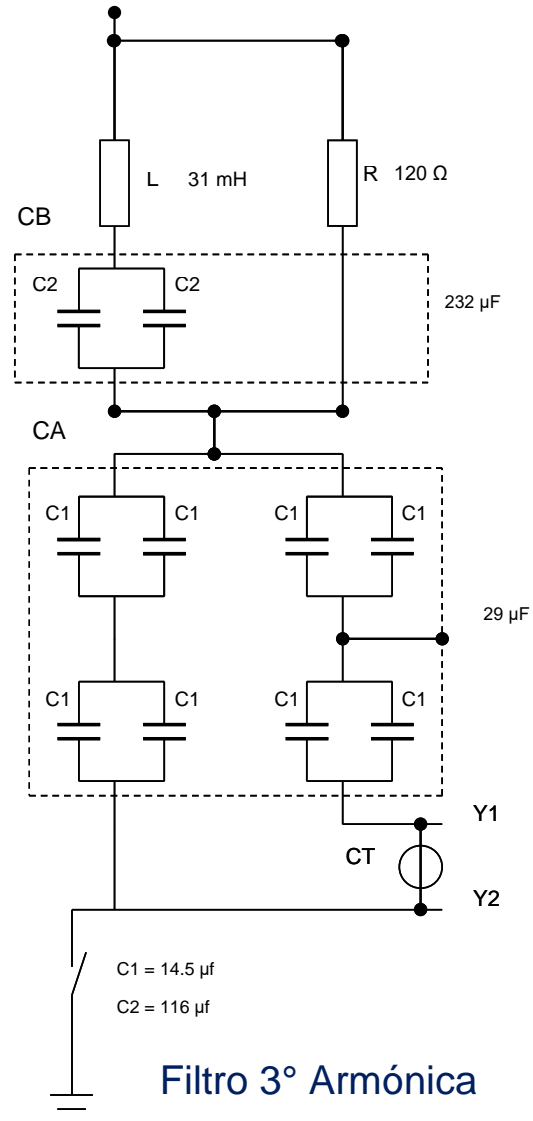 L 31 mH
R 120 Ω
CB
C2 C2
232 µF
CA
C1 C1 C1 C1
29 µF
C1 C1 C1 C1
Y1
CT
Y2
C1 = 14.5 µf
C2 = 116 µf
Filtro 3° Armónica